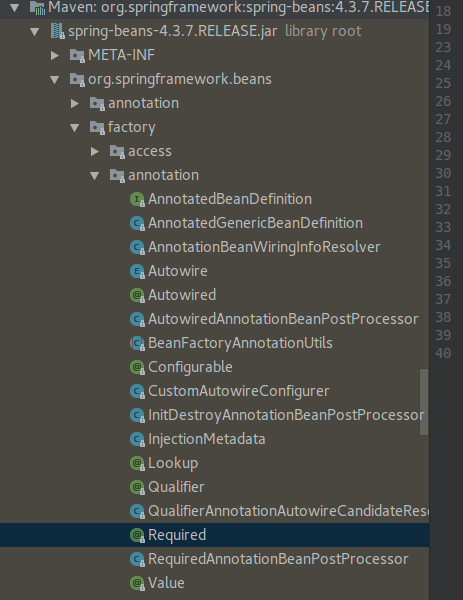 Maven: org.springframework:spring-beans:4.3.7.RELEASE
spring-beans-4.3.7.RELEASE.jar library root
META-INF
org.springframework.beans
annotation
factory
access
annotation
I AnnotatedBeanDefinition
C AnnotatedGenericBeanDefinition
C AnnotationBeanWiringInfoResolver
E Autowire
@ Autowired
C AutowiredAnnotationBeanPostProcessor
C BeanFactoryAnnotationUtils
@ Configurable
C CustomAutowireConfigurer
C InitDestroyAnnotationBeanPostProcessor
C InjectionMetadata
@ Lookup
@ Qualifier
C QualifierAnnotationAutowireCandidateReso
@ Required
C RequiredAnnotationBeanPostProcessor
@ Value
18
19
23
24
25
26
27
28
29
30
31
32
33
34
35
36
37
38
39
40